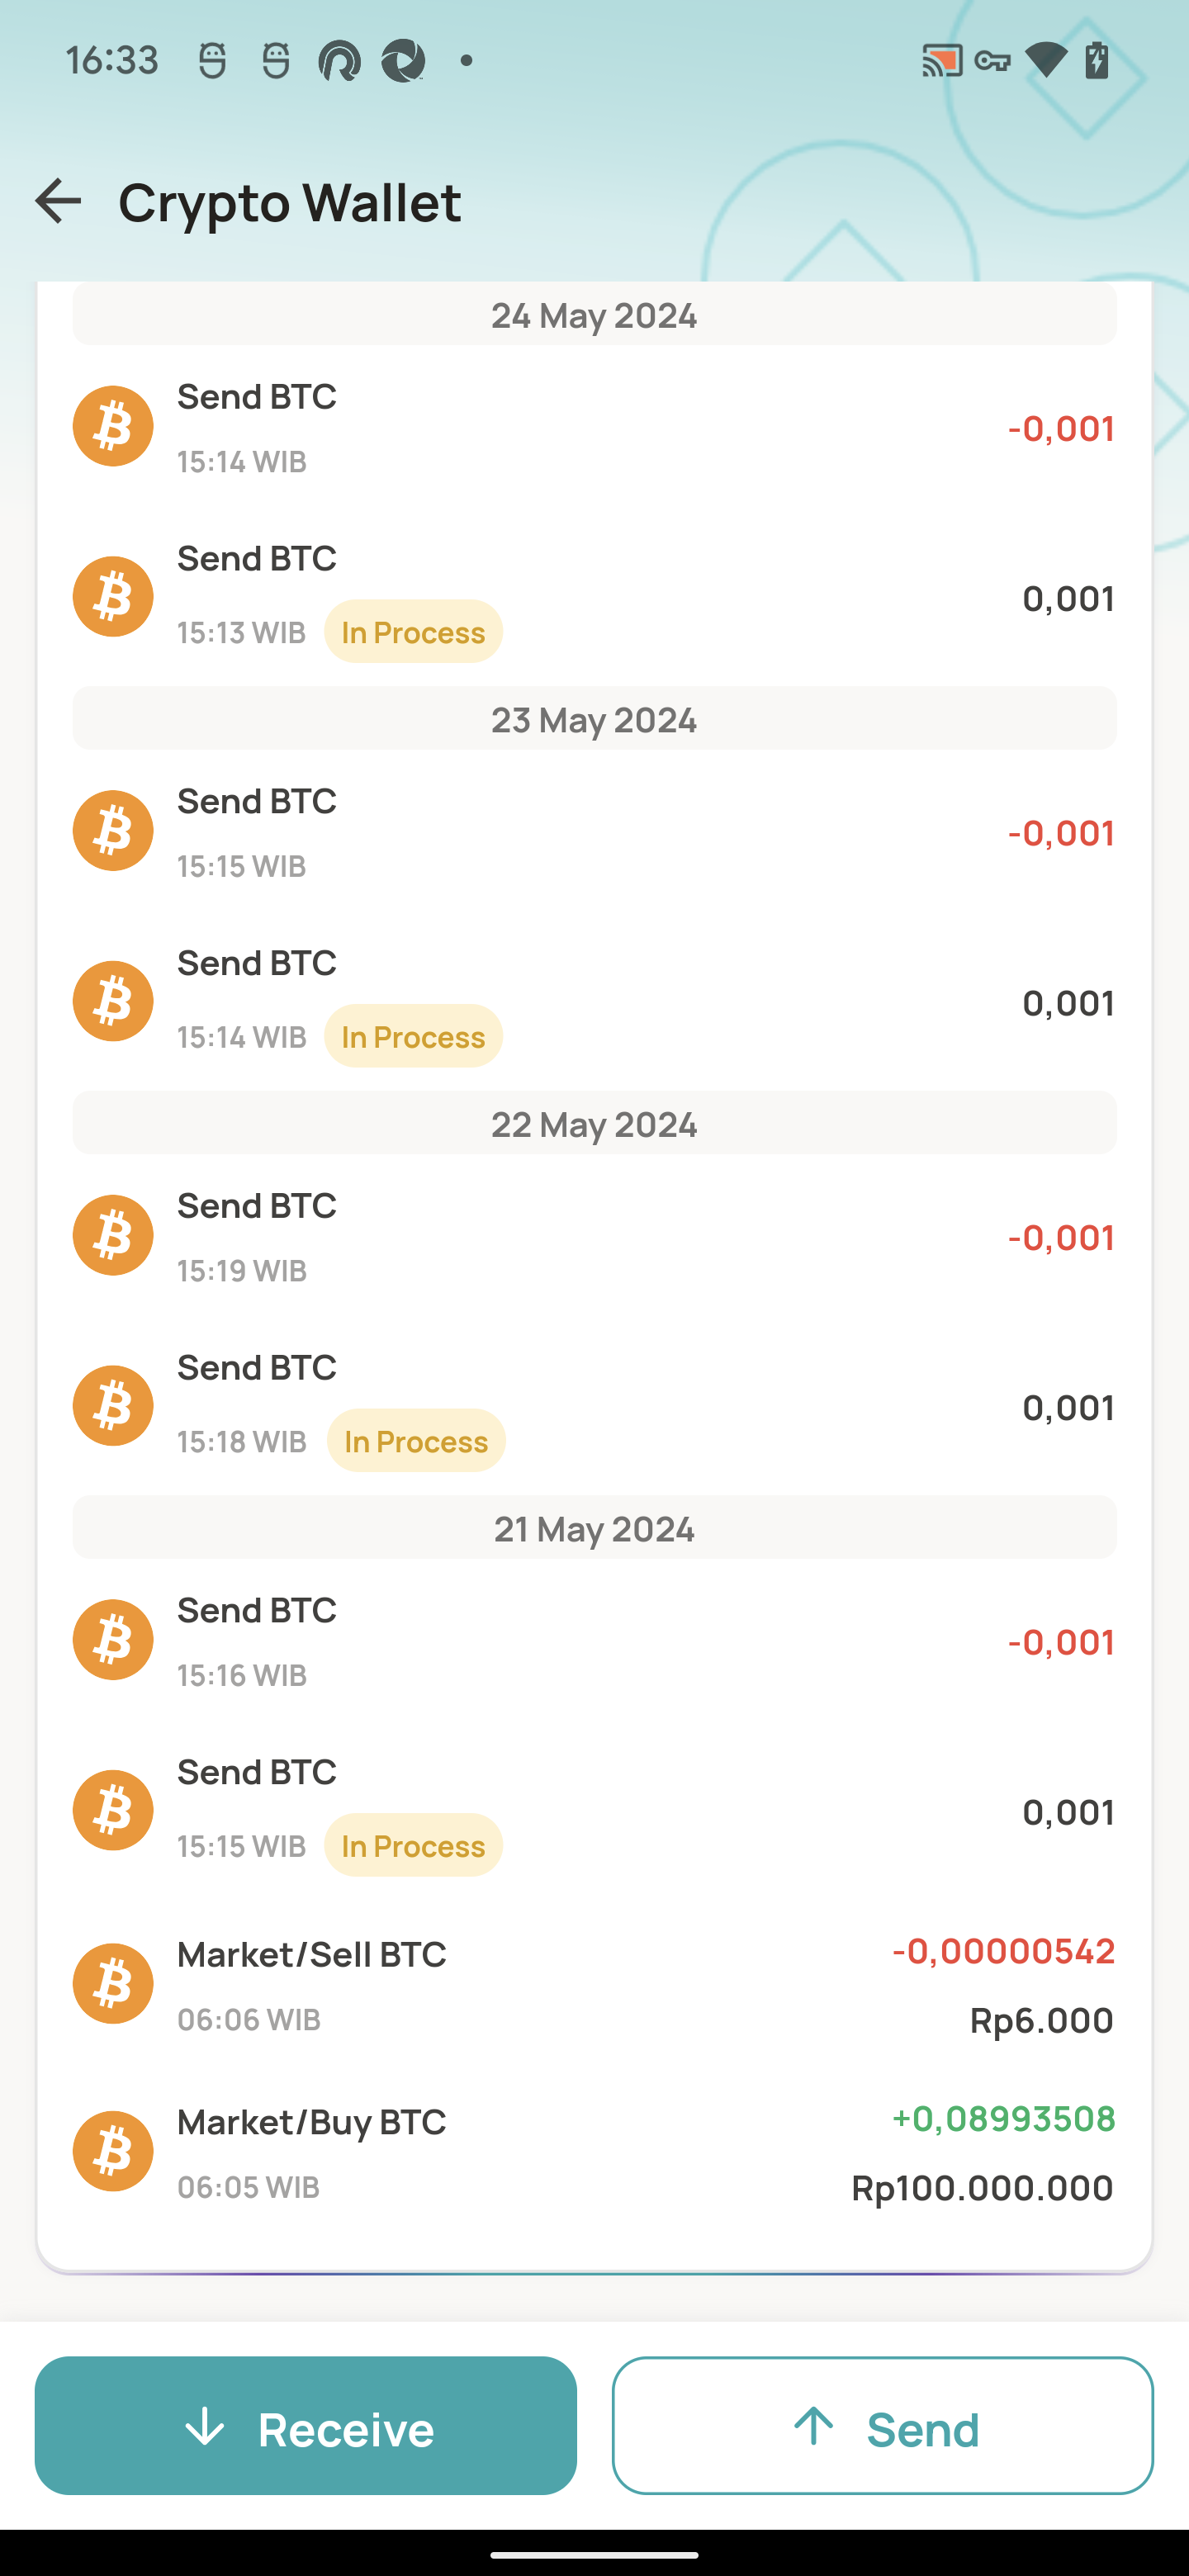 16:33
Crypto Wallet
24 May 2024
Send BTC
-0,001
15:14 WIB
Send BTC
0,001
15:13 WIB In Process
23 May 2024
Send BTC
-0,001
15:15 WIB
Send BTC
0,001
15:14 WIB In Process
22 May 2024
Send BTC
-0,001
15:19 WIB
Send BTC
0,001
15:18 WIB In Process
21 May 2024
Send BTC
-0,001
15:16 WIB
Send BTC
0,001
15:15 WIB In Process
Market/Sell BTC -0,00000542
06:06 WIB Rp6.000
Market/Buy BTC +0,08993508
06:05 WIB Rp100.000.000
Receive Send